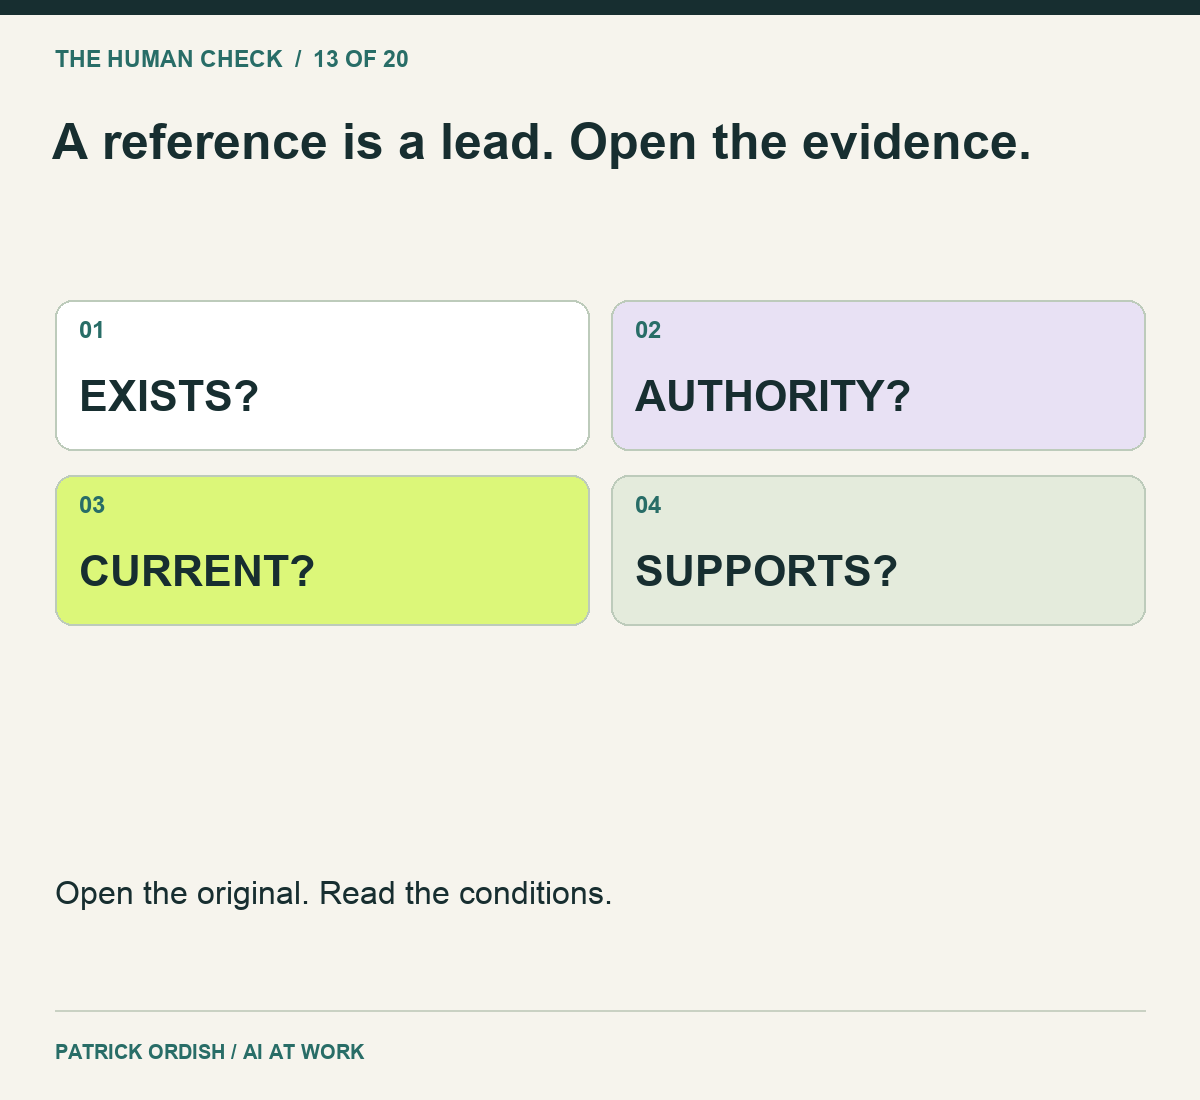 THE HUMAN CHECK / 13 OF 20
A reference is a lead. Open the evidence.
01
EXISTS?
02
AUTHORITY?
03
CURRENT?
04
SUPPORTS?
Open the original. Read the conditions.
PATRICK ORDISH / AI AT WORK